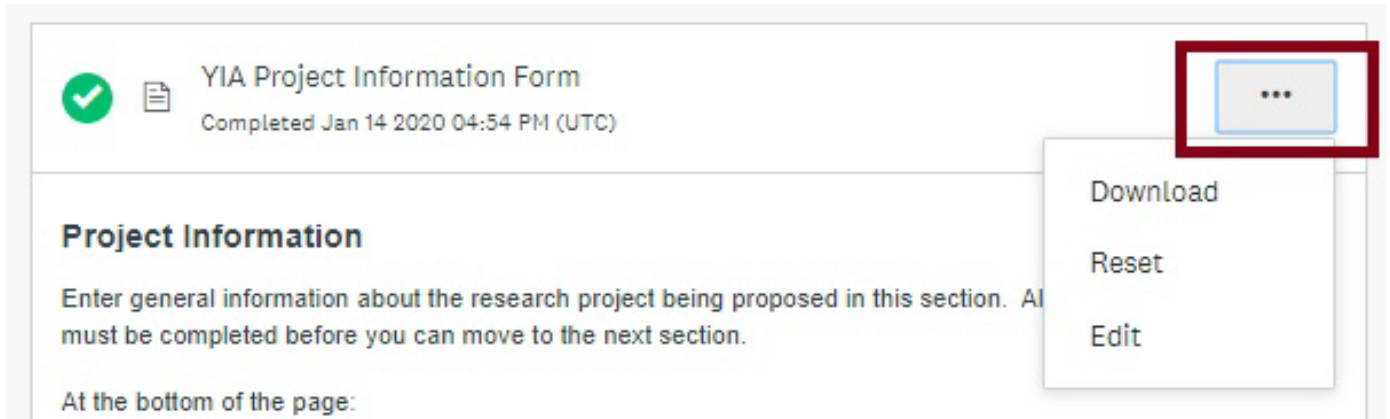 YIA Project Information Form
•••
Completed Jan 14 2020 04:54 PM (UTC)
Download
Project Information
Reset
Enter general information about the research project being proposed in this section.
must be completed before you can move to the next section.
Edit
At the bottom of the page: